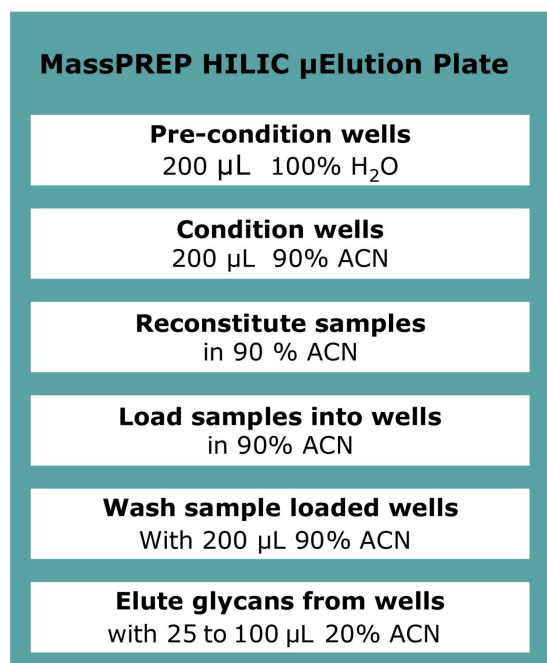 MassPREP HILIC µElution Plate
Pre-condition wells
200 µL 100% H₂O
Condition wells
200 µL 90% ACN
Reconstitute samples
in 90 % ACN
Load samples into wells
in 90% ACN
Wash sample loaded wells
With 200 µL 90% ACN
Elute glycans from wells
with 25 to 100 µL 20% ACN